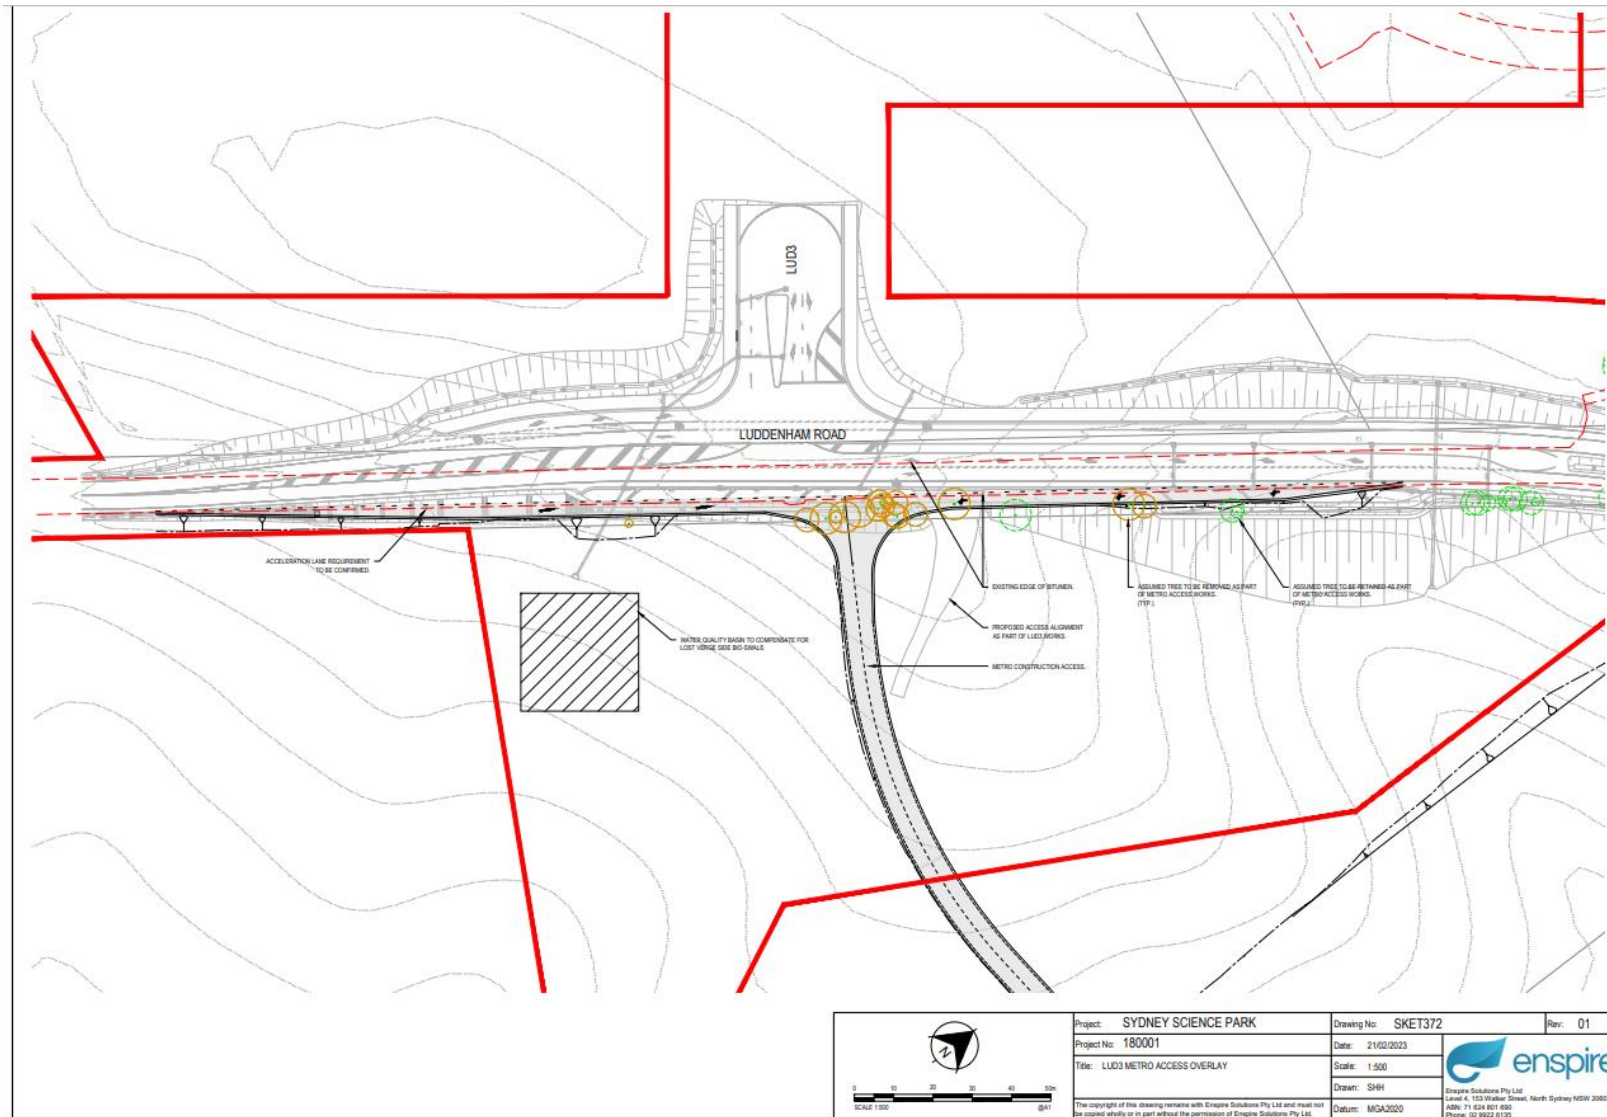 LUD3
LUDDENHAM ROAD
ACCELERATION LANE REQUIREMENT
TO BE CONFIRMED.
EXISTING EDGE OF BITUMEN.
ASSUMED TREE TO BE REMOVED AS PART
OF METRO ACCESS WORKS.
(TYP.)
ASSUMED TREE TO BE RETAINED AS PART
OF METRO ACCESS WORKS.
(TYP.)
WATER QUALITY BASIN TO COMPENSATE FOR
LOST VERGE SIDE BIO-SWALE.
PROPOSED ACCESS ALIGNMENT
AS PART OF LUD3 WORKS.
METRO CONSTRUCTION ACCESS.
N
0 10 20 30 40 50m
SCALE 1:500 @A1
Project: SYDNEY SCIENCE PARK
Project No: 180001
Title: LUD3 METRO ACCESS OVERLAY
The copyright of this drawing remains with Enspire Solutions Pty Ltd and must not
be copied wholly or in part without the permission of Enspire Solutions Pty Ltd.
Drawing No: SKET372
Rev: 01
Date: 21/02/2023
Scale: 1:500
Drawn: SHH
Datum: MGA2020
enspire
Enspire Solutions Pty Ltd
Level 4, 153 Walker Street, North Sydney NSW 2060
ABN: 71 624 801 690
Phone: 02 9922 6135